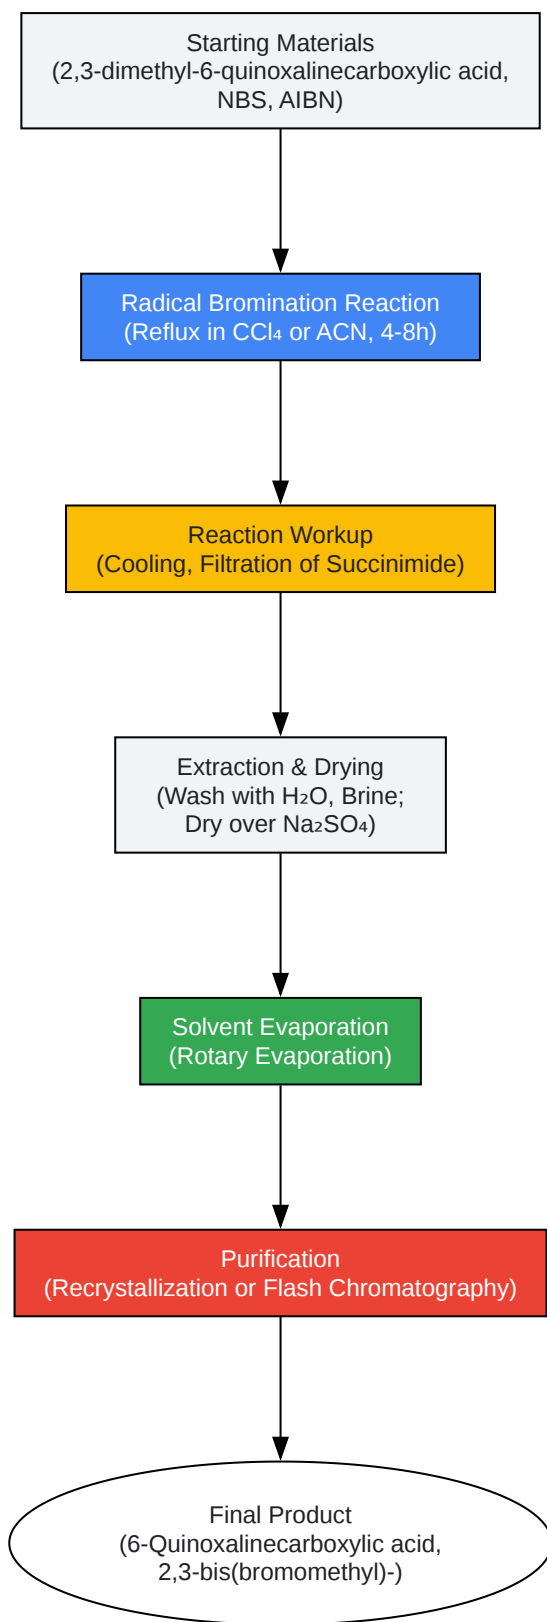 Starting Materials
(2,3-dimethyl-6-quinoxalinecarboxylic acid,
NBS, AIBN)
Radical Bromination Reaction
(Reflux in CCl₄ or ACN, 4-8h)
Reaction Workup
(Cooling, Filtration of Succinimide)
Extraction & Drying
(Wash with H₂O, Brine;
Dry over Na₂SO₄)
Solvent Evaporation
(Rotary Evaporation)
Purification
(Recrystallization or Flash Chromatography)
Final Product
(6-Quinoxalinecarboxylic acid,
2,3-bis(bromomethyl)-)